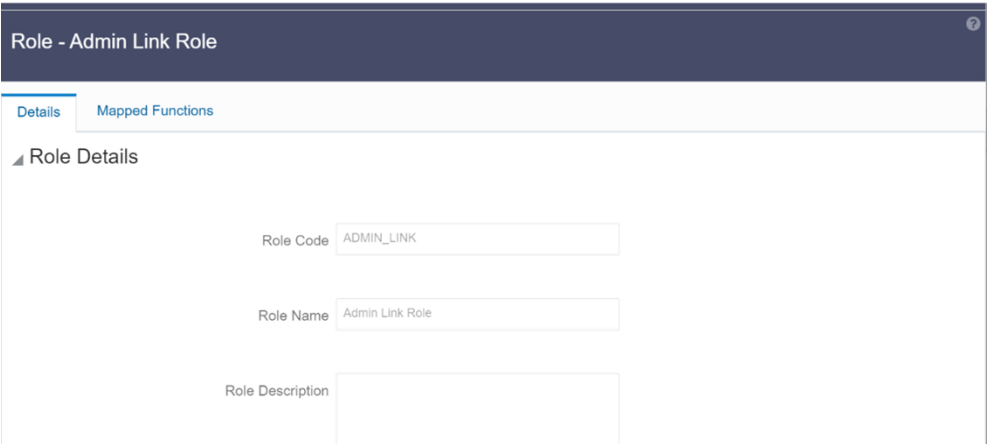 Role - Admin Link Role
Details Mapped Functions
Role Details
Role Code ADMIN_LINK
Role Name Admin Link Role
Role Description